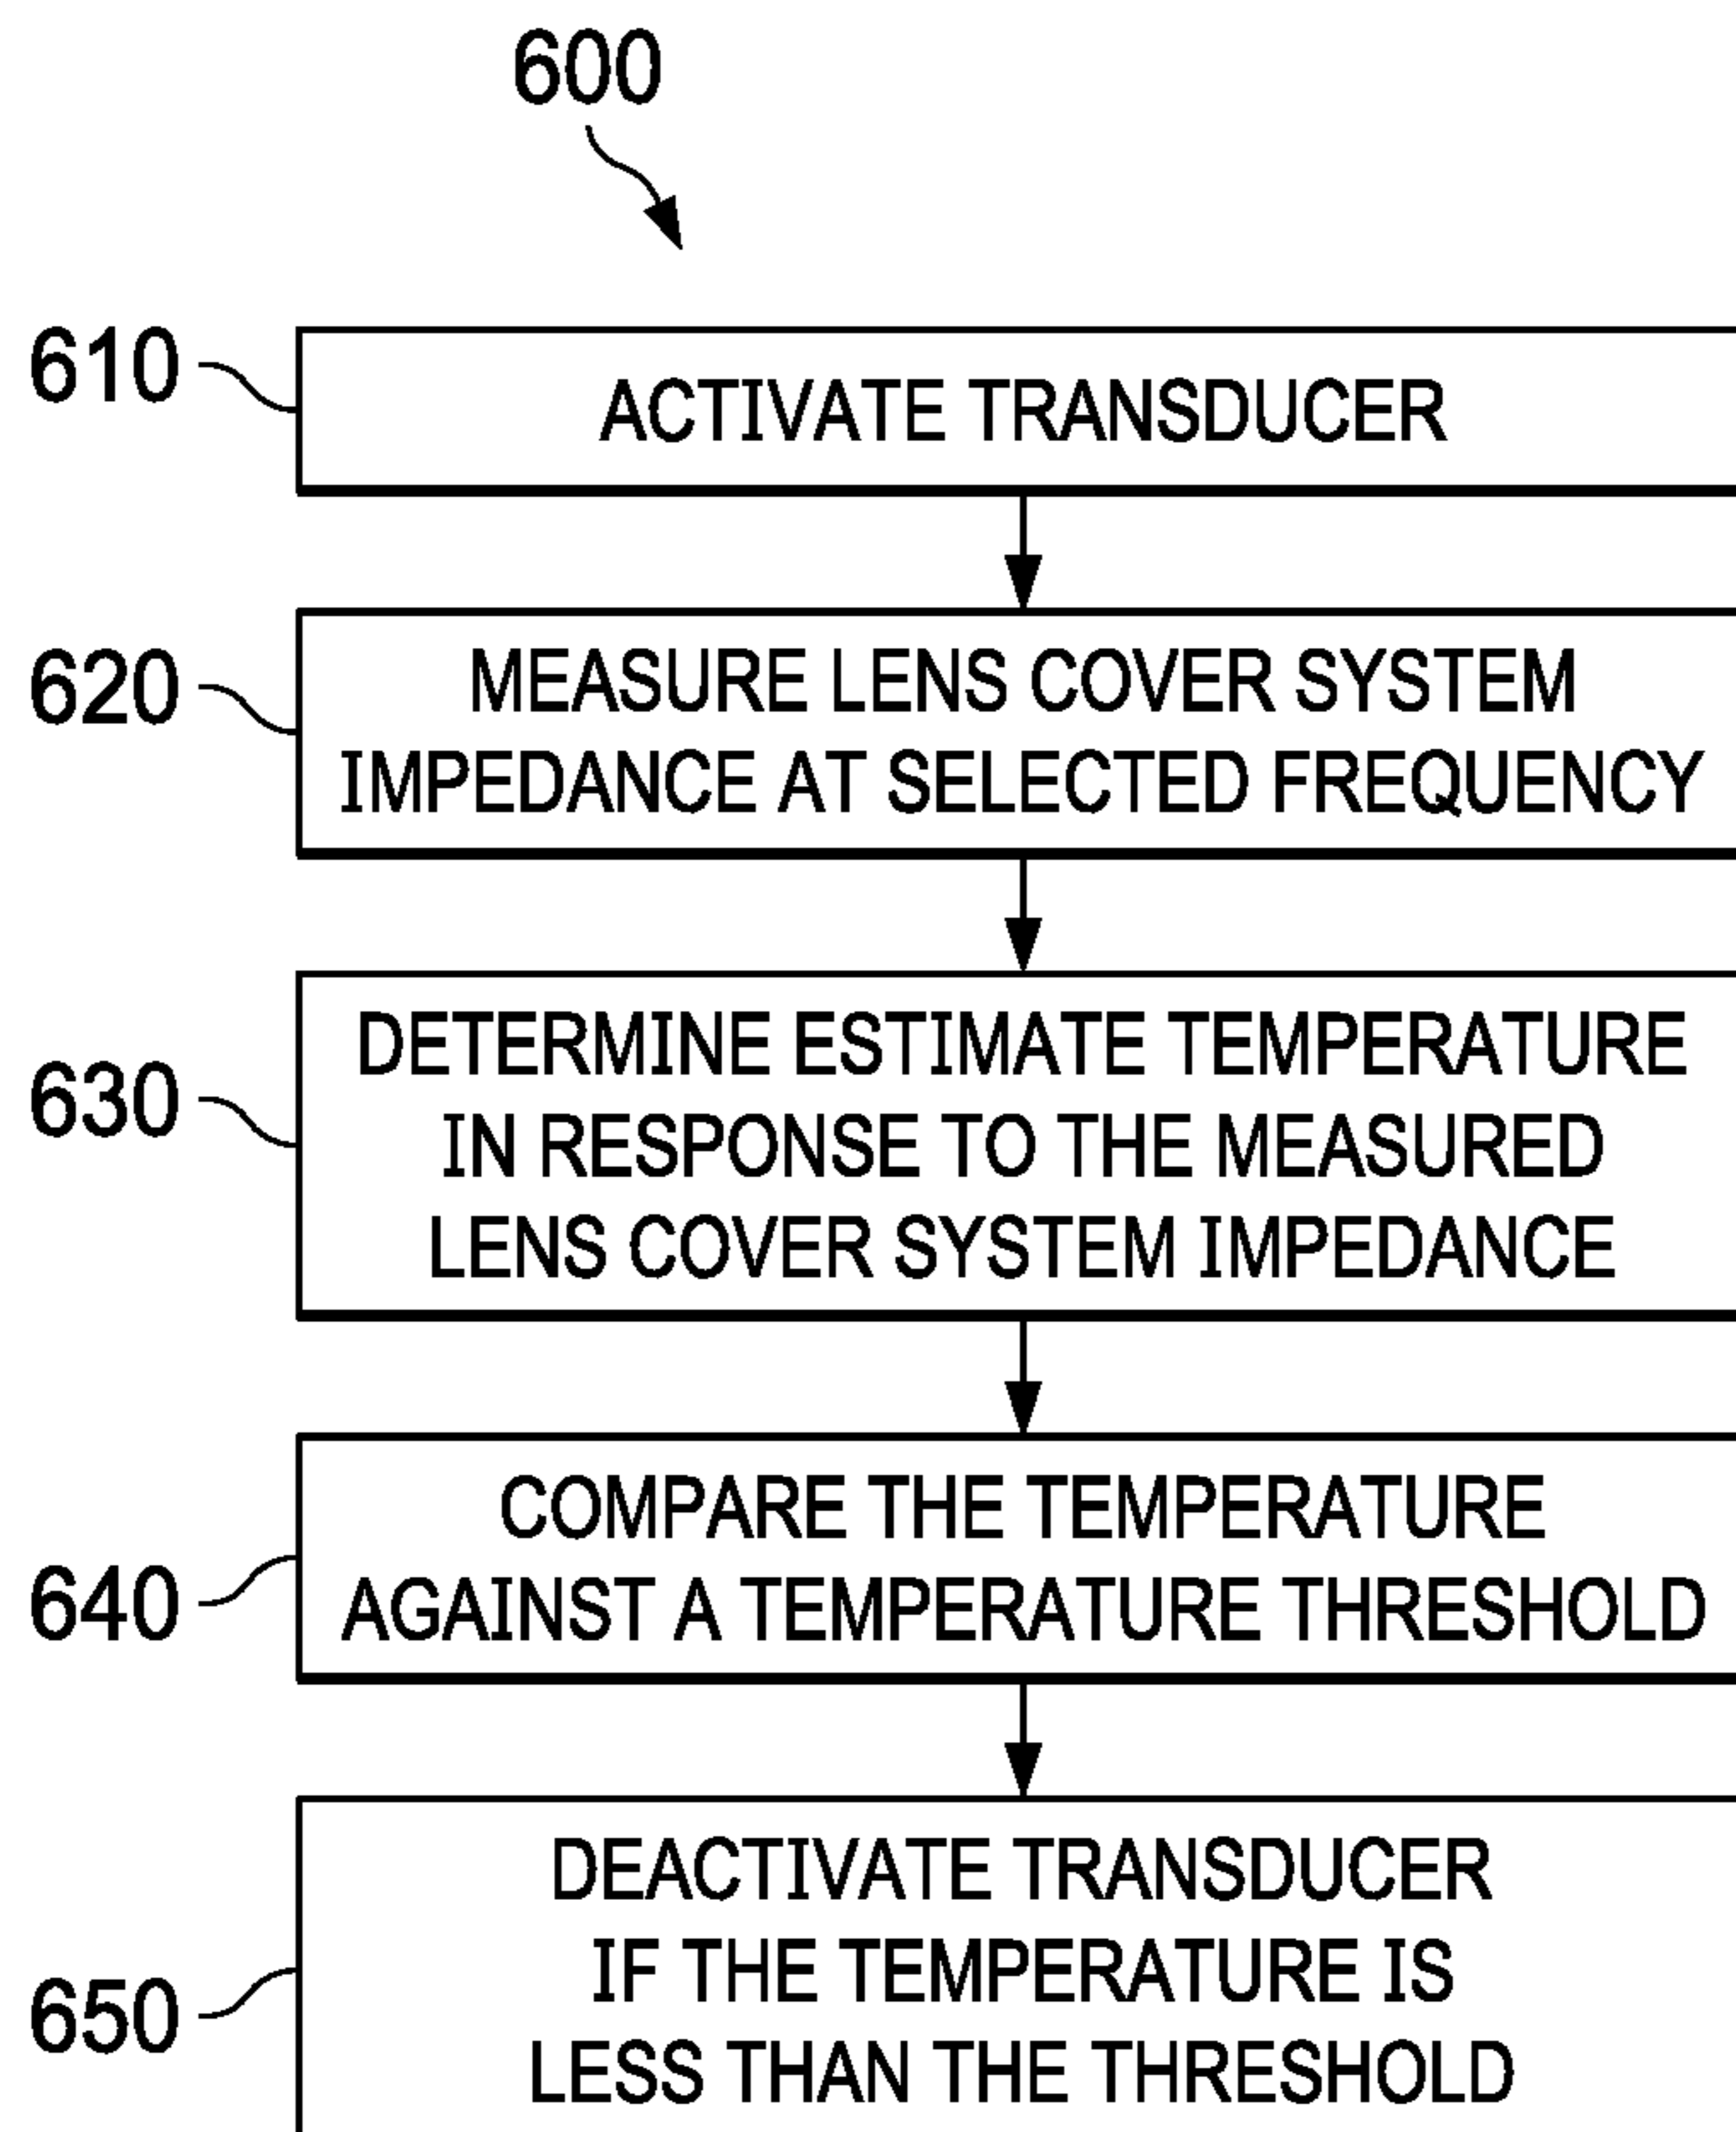 600
610
ACTIVATE TRANSDUCER
620
MEASURE LENS COVER SYSTEM
IMPEDANCE AT SELECTED FREQUENCY
630
DETERMINE ESTIMATE TEMPERATURE
IN RESPONSE TO THE MEASURED
LENS COVER SYSTEM IMPEDANCE
640
COMPARE THE TEMPERATURE
AGAINST A TEMPERATURE THRESHOLD
650
DEACTIVATE TRANSDUCER
IF THE TEMPERATURE IS
LESS THAN THE THRESHOLD